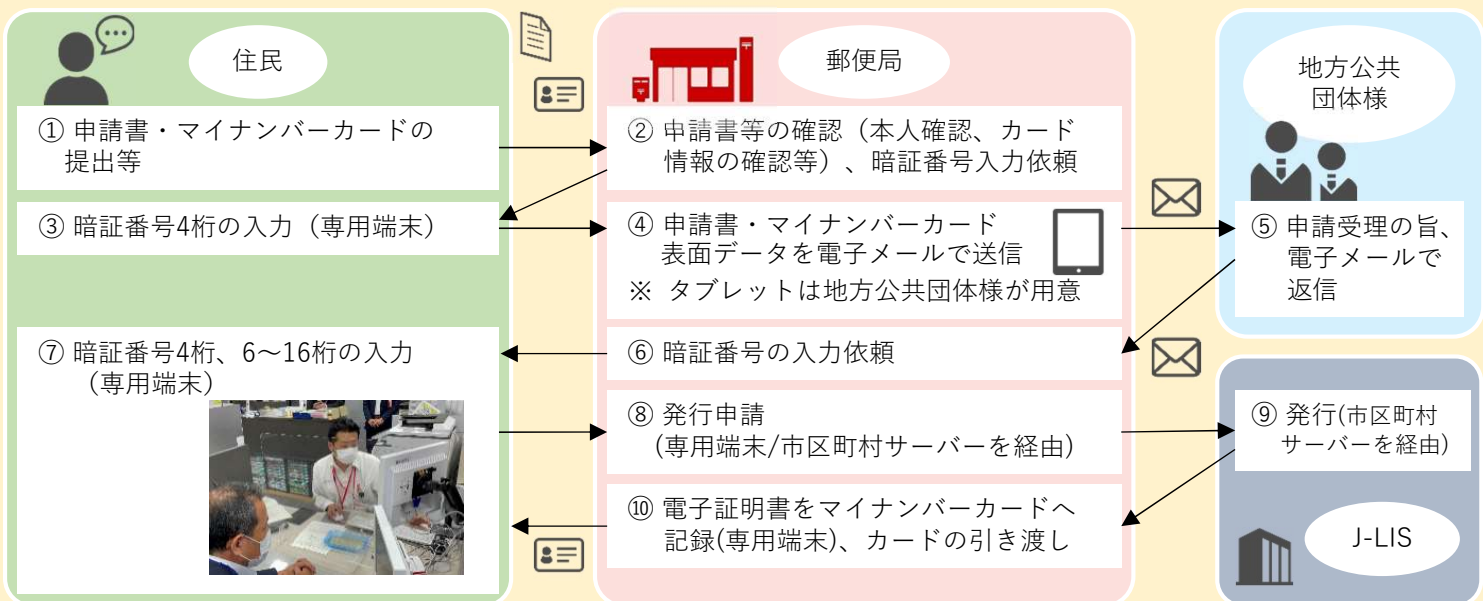 住民
郵便局
地方公共
団体様
① 申請書・マイナンバーカードの
提出等
② 申請書等の確認（本人確認、カード
情報の確認等）、暗証番号入力依頼
③ 暗証番号4桁の入力（専用端末）
④ 申請書・マイナンバーカード
表面データを電子メールで送信
※ タブレットは地方公共団体様が用意
⑤ 申請受理の旨、
電子メールで
返信
⑥ 暗証番号の入力依頼
⑦ 暗証番号4桁、6～16桁の入力
（専用端末）
⑧ 発行申請
(専用端末/市区町村サーバーを経由)
⑨ 発行(市区町村
サーバーを経由)
⑩ 電子証明書をマイナンバーカードへ
記録(専用端末)、カードの引き渡し
J-LIS